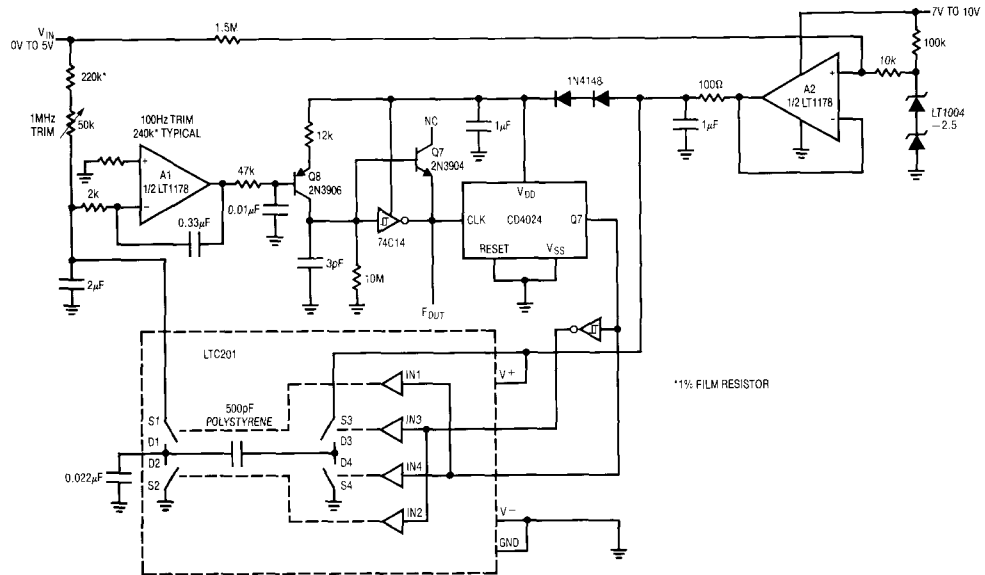 VIN
0V TO 5V
1.5M
7V TO 10V
100k
220k*
10k
1N4148
100Ω
A2
1/2 LT1178
+
−
LT1004
−2.5
1MHz
TRIM
50k
100Hz TRIM
240k* TYPICAL
12k
1μF
1μF
NC
Q7
2N3904
+
A1
1/2 LT1178
−
47k
Q8
2N3906
2k
0.01μF
0.33μF
VDD
CLK
CD4024
Q7
RESET
VSS
74C14
3pF
10M
2μF
FOUT
LTC201
V+
IN1
*1% FILM RESISTOR
500pF
POLYSTYRENE
S1
D1
S3
D3
IN3
D2
S2
D4
S4
IN4
0.022μF
IN2
V−
GND